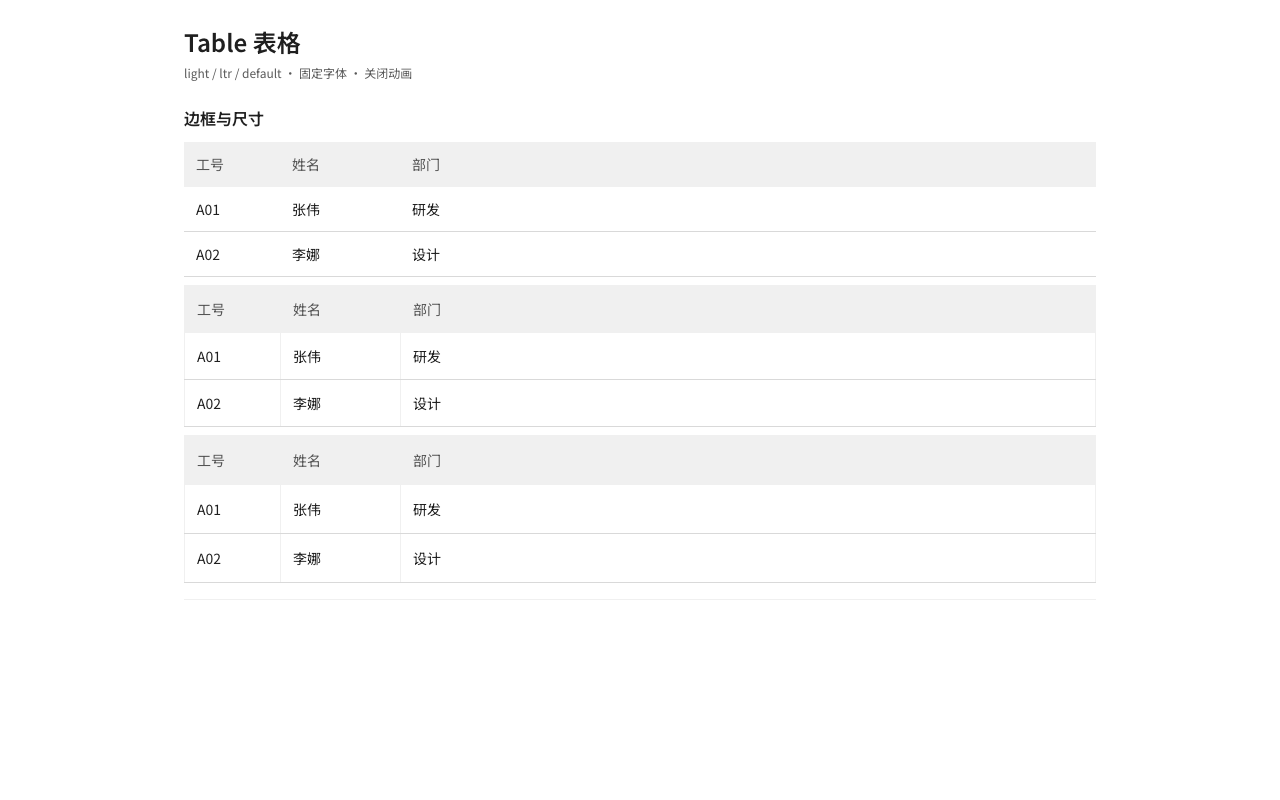 Table 表格
light / ltr / default ・ 固定字体 ・ 关闭动画
边框与尺寸
工号 姓名 部门
A01 张伟 研发
A02 李娜 设计
工号 姓名 部门
A01 张伟 研发
A02 李娜 设计
工号 姓名 部门
A01 张伟 研发
A02 李娜 设计